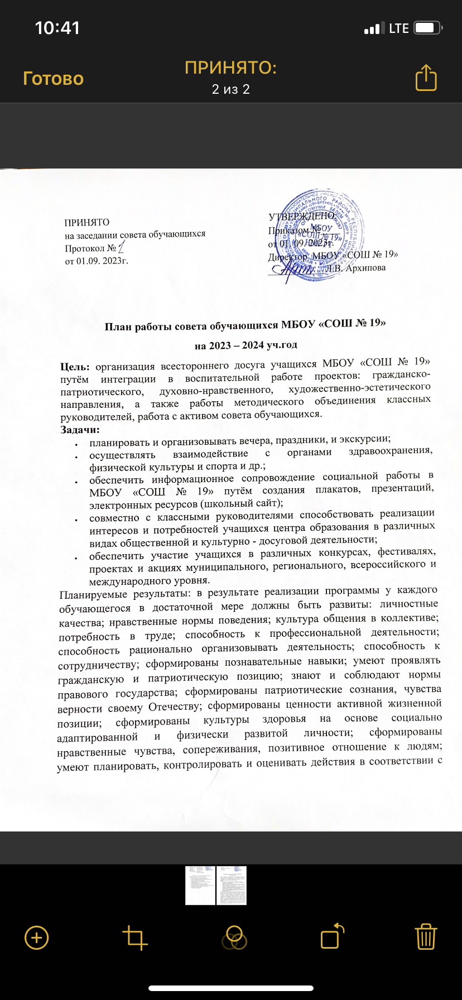 10:41
LTE
Готово
ПРИНЯТО:
2 из 2
ПРИНЯТО
на заседании совета обучающихся
Протокол № 1
от 01.09. 2023г.
УТВЕРЖДЕНО:
Приказом №
от 01. 09. 2023г.
Директор МБОУ «СОШ № 19»
Л.В. Архипова
МБОУ
«СОШ № 19»
План работы совета обучающихся МБОУ «СОШ № 19»
на 2023 – 2024 уч.год
Цель: организация всестороннего досуга учащихся МБОУ «СОШ № 19»
путём интеграции в воспитательной работе проектов: гражданско-
патриотического, духовно-нравственного, художественно-эстетического
направления, а также работы методического объединения классных
руководителей, работа с активом совета обучающихся.
Задачи:
• планировать и организовывать вечера, праздники, и экскурсии;
• осуществлять взаимодействие с органами здравоохранения,
физической культуры и спорта и др.;
• обеспечить информационное сопровождение социальной работы в
МБОУ «СОШ № 19» путём создания плакатов, презентаций,
электронных ресурсов (школьный сайт);
• совместно с классными руководителями способствовать реализации
интересов и потребностей учащихся центра образования в различных
видах общественной и культурно - досуговой деятельности;
• обеспечить участие учащихся в различных конкурсах, фестивалях,
проектах и акциях муниципального, регионального, всероссийского и
международного уровня.
Планируемые результаты: в результате реализации программы у каждого
обучающегося в достаточной мере должны быть развиты: личностные
качества; нравственные нормы поведения; культура общения в коллективе;
потребность в труде; способность к профессиональной деятельности;
способность рационально организовывать деятельность; способность к
сотрудничеству; сформированы познавательные навыки; умеют проявлять
гражданскую и патриотическую позицию; знают и соблюдают нормы
правового государства; сформированы патриотические сознания, чувства
верности своему Отечеству; сформированы ценности активной жизненной
позиции; сформированы культуры здоровья на основе социально
адаптированной и физически развитой личности; сформированы
нравственные чувства, сопереживания, позитивное отношение к людям;
умеют планировать, контролировать и оценивать действия в соответствии с